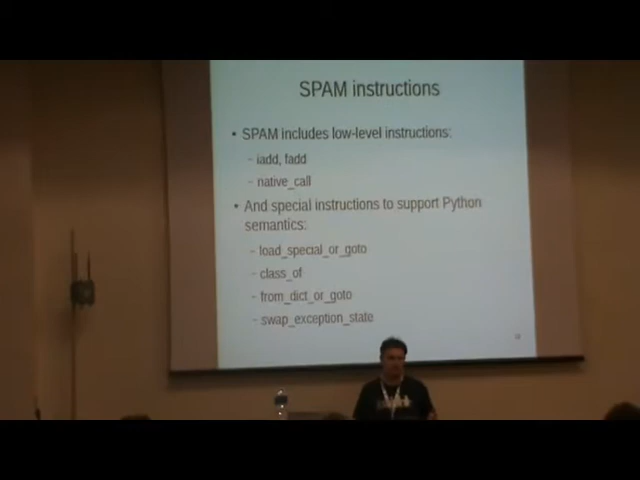 SPAM instructions
• SPAM includes low-level instructions:
– iadd, fadd
– native_call
• And special instructions to support Python
semantics:
– load_special_or_goto
– class_of
– from_dict_or_goto
– swap_exception_state